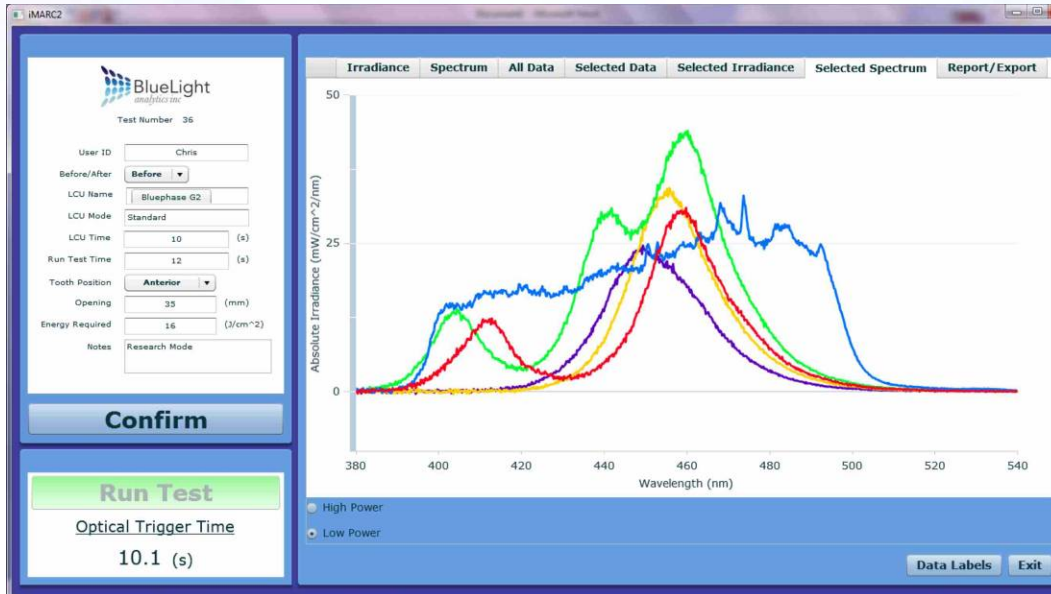 iMARC2
BlueLight
analytics inc
Test Number 36
User ID Chris
Before/After Before
LCU Name Bluephase G2
LCU Mode Standard
LCU Time 10 (s)
Run Test Time 12 (s)
Tooth Position Anterior
Opening 35 (mm)
Energy Required 16 (J/cm^2)
Notes Research Mode
Confirm
Run Test
Optical Trigger Time
10.1 (s)
Irradiance Spectrum All Data Selected Data Selected Irradiance Selected Spectrum Report/Export
Absolute Irradiance (mW/cm^2/nm)
50
25
0
380 400 420 440 460 480 500 520 540
Wavelength (nm)
High Power
Low Power
Data Labels Exit